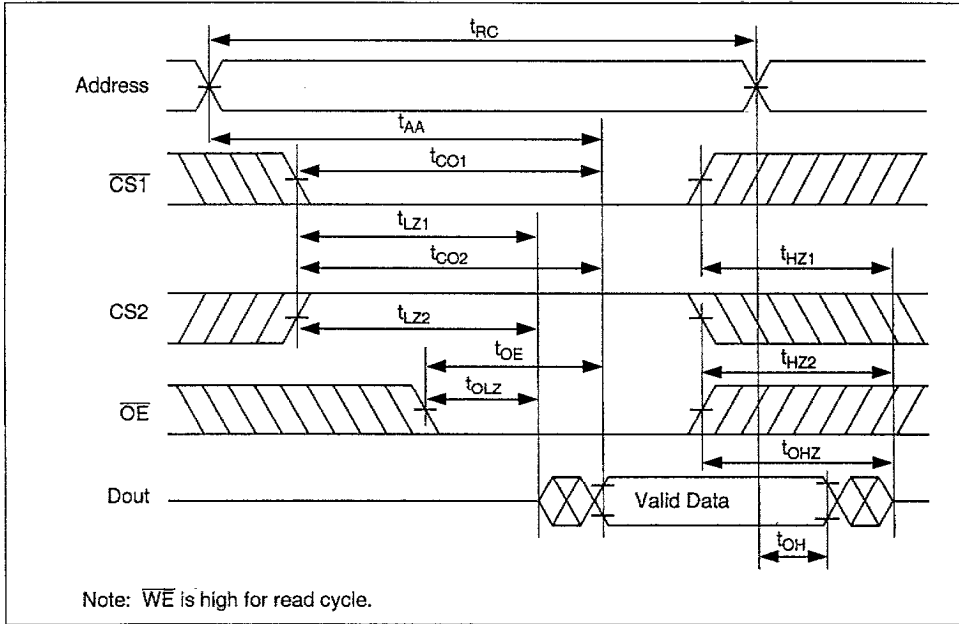 tRC
Address
tAA
tCO1
CS1
tLZ1
tCO2
tHZ1
CS2
tLZ2
tOE
tHZ2
tOLZ
OE
tOHZ
Dout
Valid Data
tOH
Note: WE is high for read cycle.